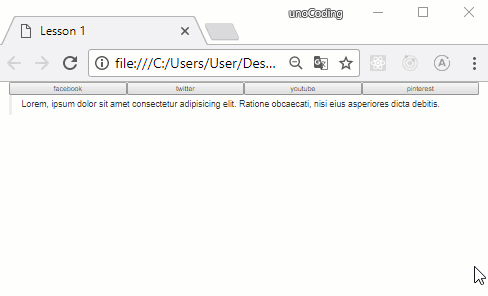 unoCoding
Lesson 1
file:///C:/Users/User/Des...
facebook
twitter
youtube
pinterest
Lorem, ipsum dolor sit amet consectetur adipisicing elit. Ratione obcaecati, nisi eius asperiores dicta debitis.